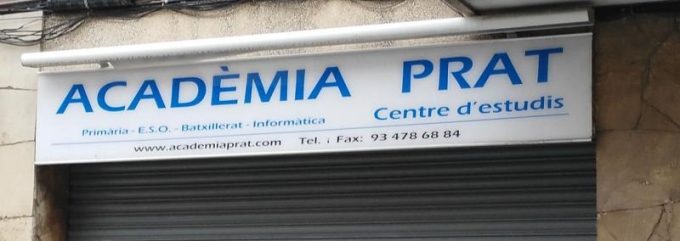 ACADÈMIA PRAT
Primària - E.S.O. - Batxillerat - Informàtica Centre d'estudis
www.academiaprat.com Tel. i Fax: 93 478 68 84